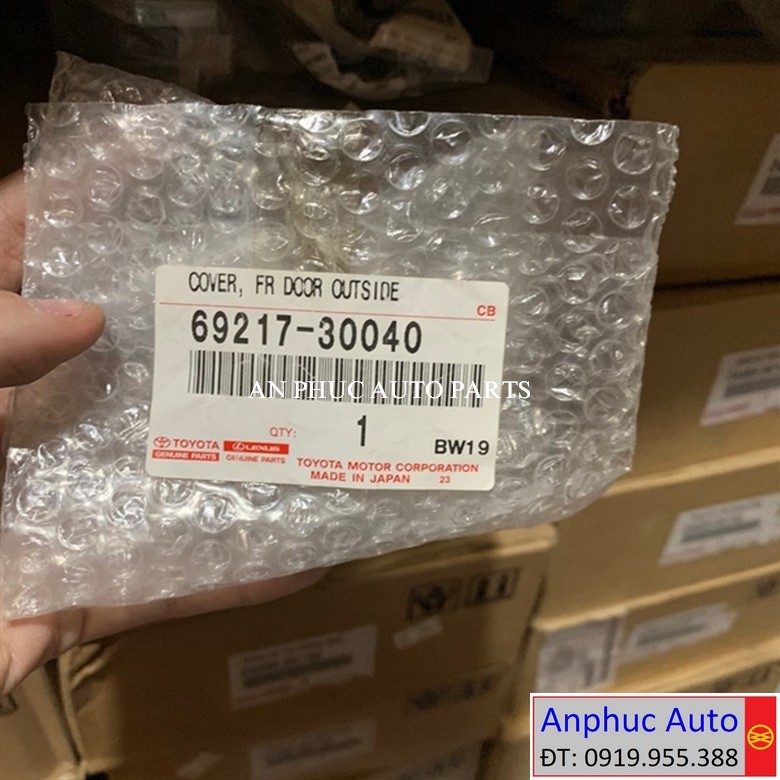 COVER, FR DOOR OUTSIDE
CB
69217-30040
AN PHUC AUTO PARTS
QTY: 1 BW19
TOYOTA LEXUS
GENUINE PARTS GENUINE PARTS
TOYOTA MOTOR CORPORATION
MADE IN JAPAN 23
Anphuc Auto
ĐT: 0919.955.388